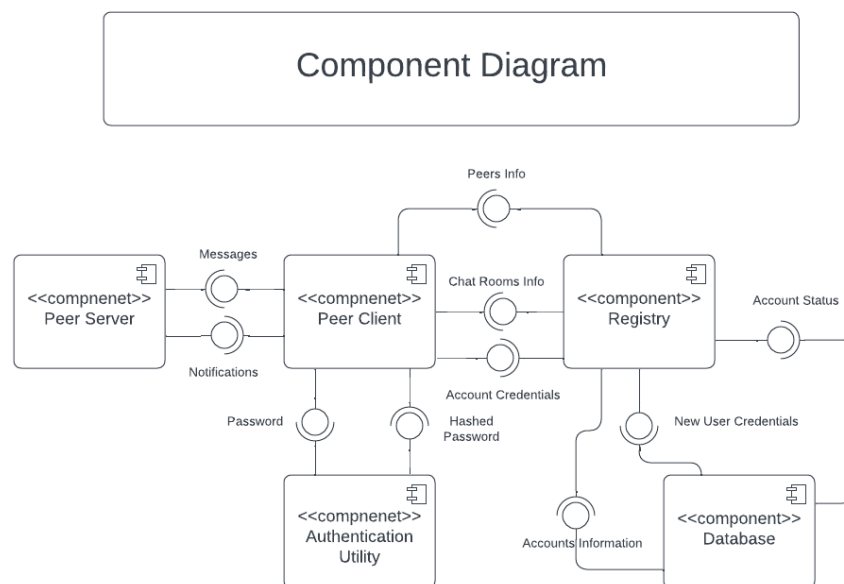 Component Diagram
Peers Info
Messages
Chat Rooms Info
Account Status
<<compnenet>>
Peer Server
<<compnenet>>
Peer Client
<<component>>
Registry
Notifications
Account Credentials
Password
Hashed
Password
New User Credentials
<<compnenet>>
Authentication
Utility
Accounts Information
<<component>>
Database